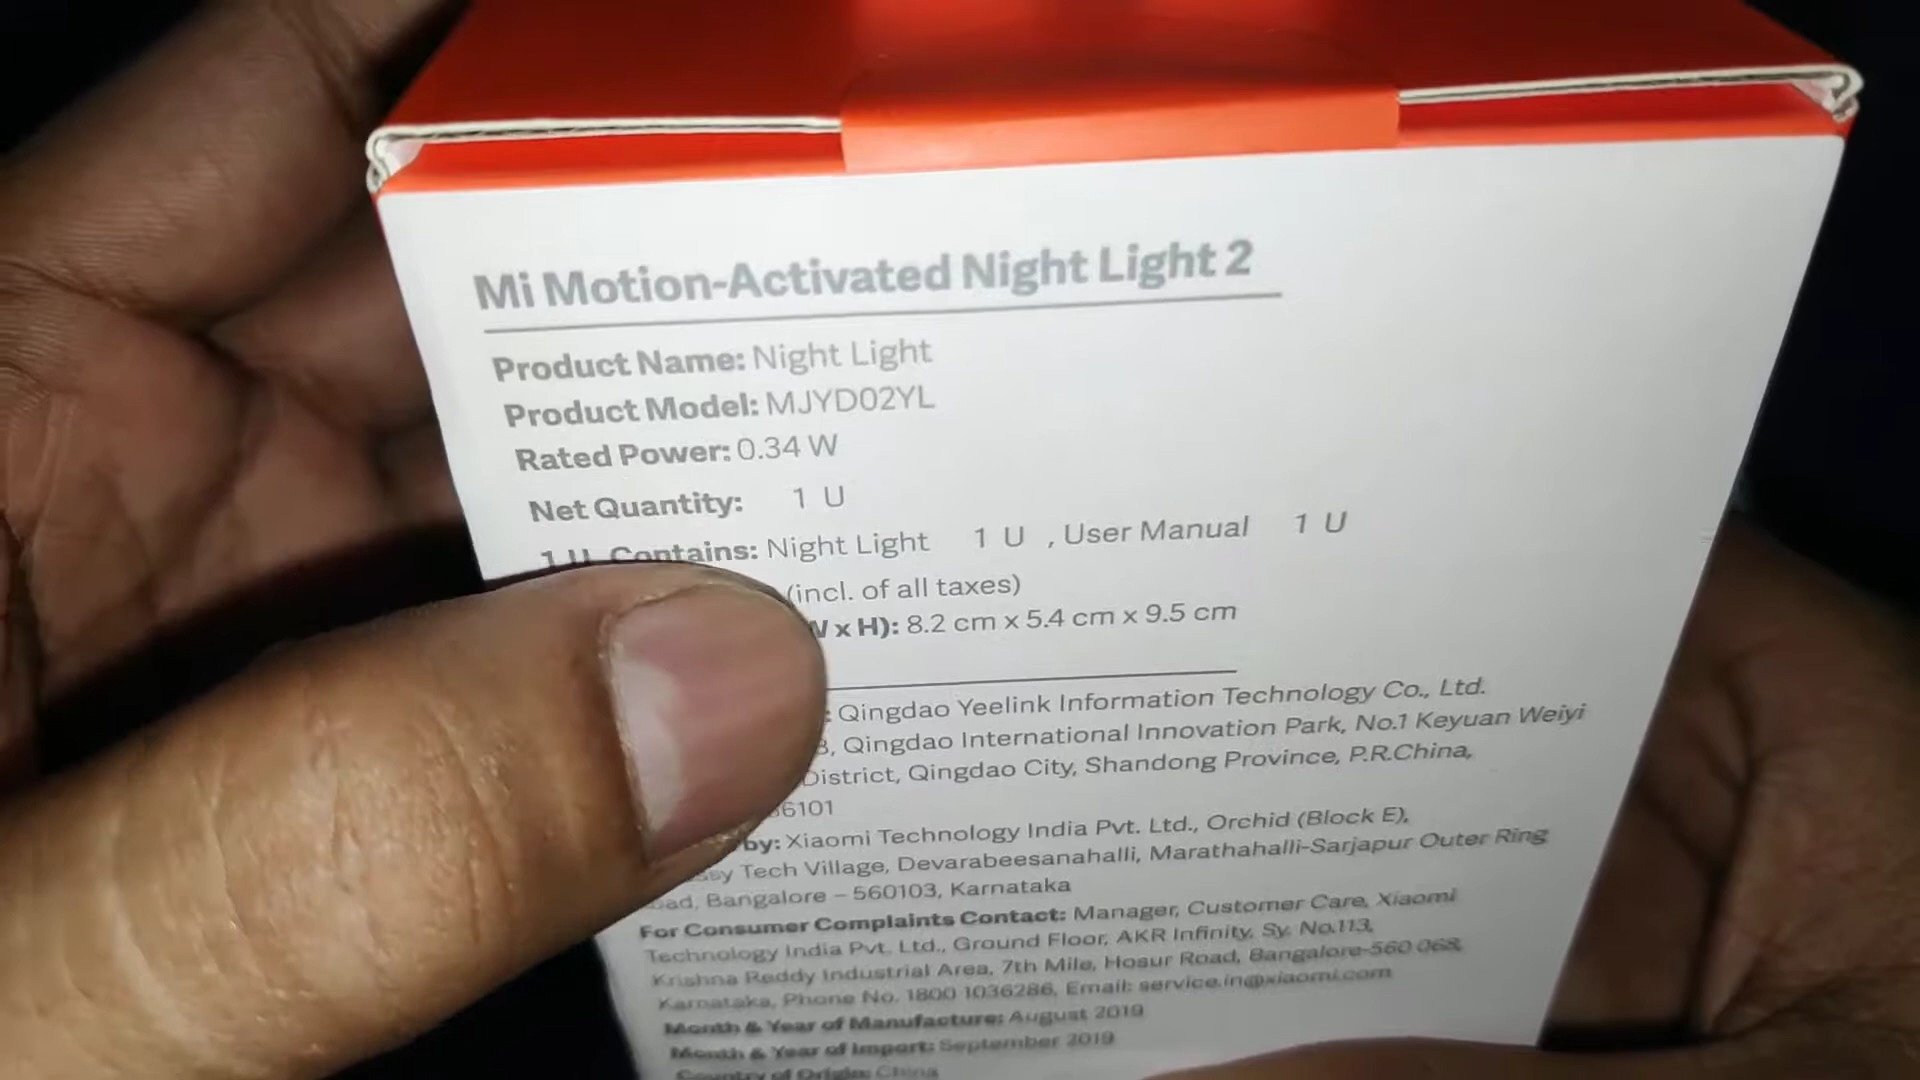 Mi Motion-Activated Night Light 2
Product Name: Night Light
Product Model: MJYD02YL
Rated Power: 0.34 W
Net Quantity: 1 U
1 U Contains: Night Light 1 U , User Manual 1 U
(incl. of all taxes)
x H): 8.2 cm x 5.4 cm x 9.5 cm
: Qingdao Yeelink Information Technology Co., Ltd.
, Qingdao International Innovation Park, No.1 Keyuan Weiyi
District, Qingdao City, Shandong Province, P.R.China,
6101
by: Xiaomi Technology India Pvt. Ltd., Orchid (Block E),
Tech Village, Devarabeesanahalli, Marathahalli-Sarjapur Outer Ring
Bangalore – 560103, Karnataka
For Consumer Complaints Contact: Manager, Customer Care, Xiaomi
Technology India Pvt. Ltd., Ground Floor, AKR Infinity, Sy. No.113,
Krishna Reddy Industrial Area, 7th Mile, Hosur Road, Bangalore-560 068,
Karnataka, Phone No. 1800 1036286, Email: service.in@xiaomi.com
Month & Year of Manufacture: August 2019
Month & Year of Import: September 2019
Country of Origin: China